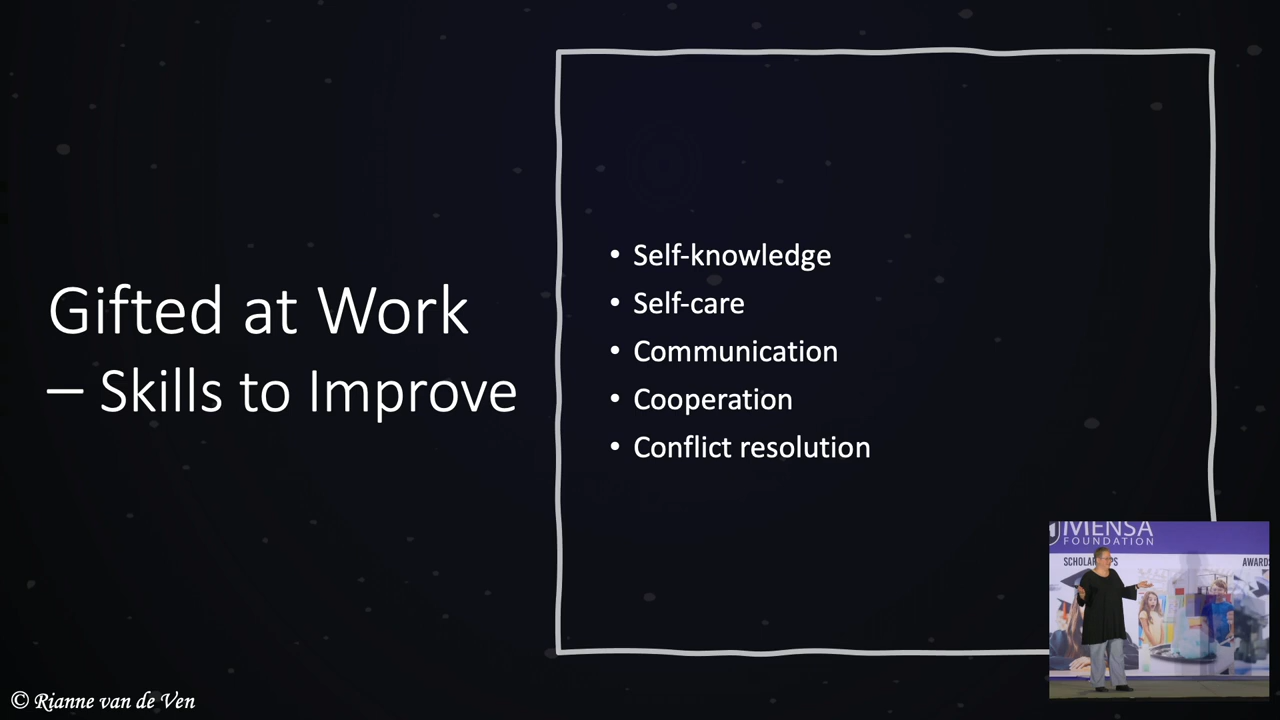 Gifted at Work
– Skills to Improve
• Self-knowledge
• Self-care
• Communication
• Cooperation
• Conflict resolution
MENSA
FOUNDATION
© Rianne van de Ven